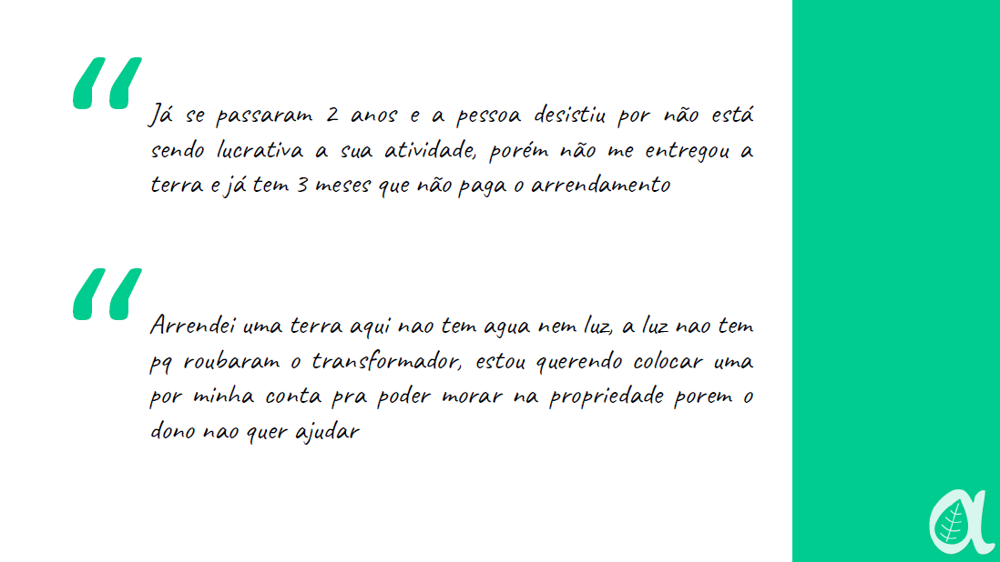 Já se passaram 2 anos e a pessoa desistiu por não está
sendo lucrativa a sua atividade, porém não me entregou a
terra e já tem 3 meses que não paga o arrendamento
Arrendei uma terra aqui nao tem agua nem luz, a luz nao tem
pq roubaram o transformador, estou querendo colocar uma
por minha conta pra poder morar na propriedade porem o
dono nao quer ajudar